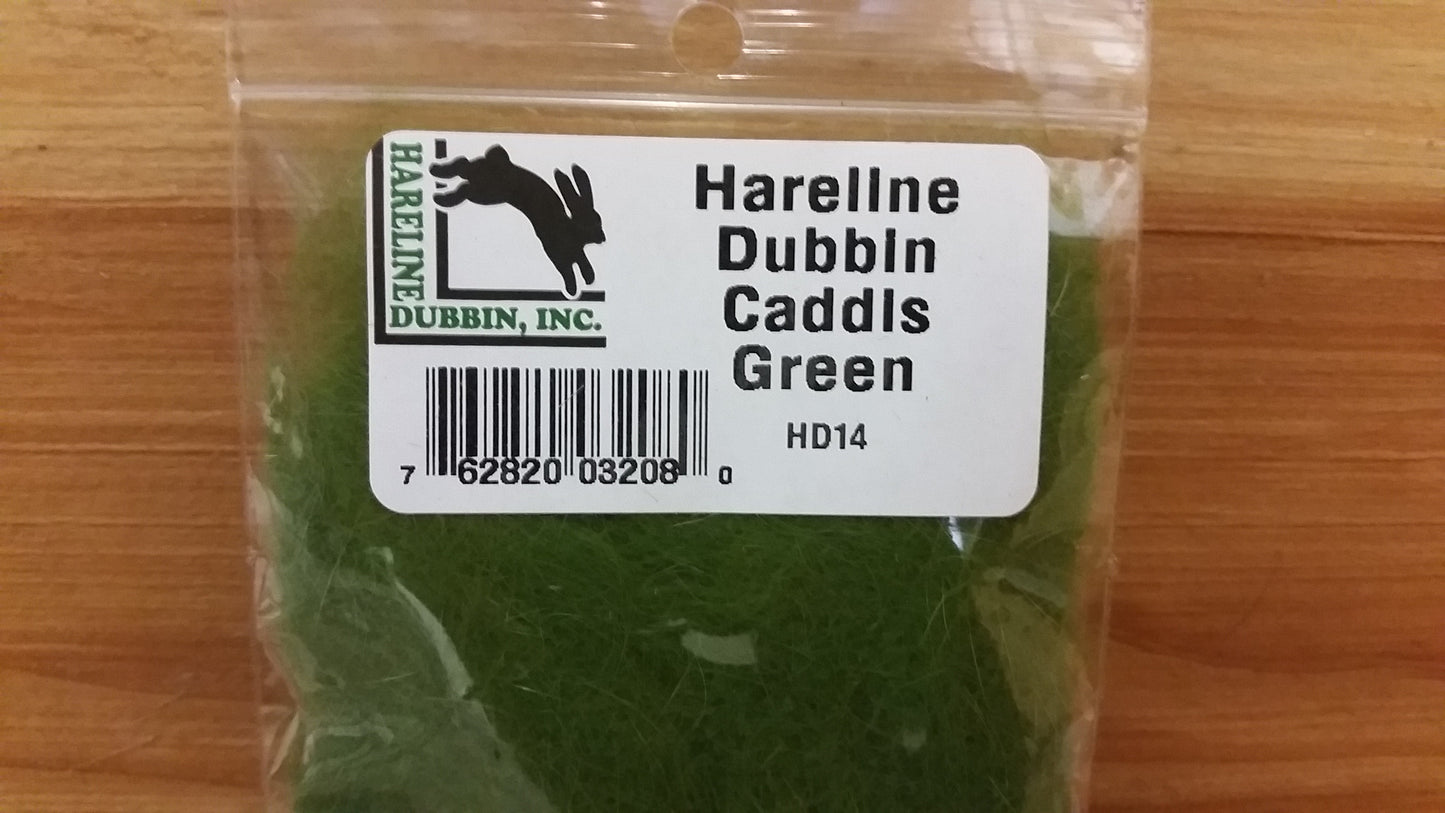 HARELINE
DUBBIN, INC.
Hareline
Dubbin
Caddis
Green
HD14
7 62820 03208 0